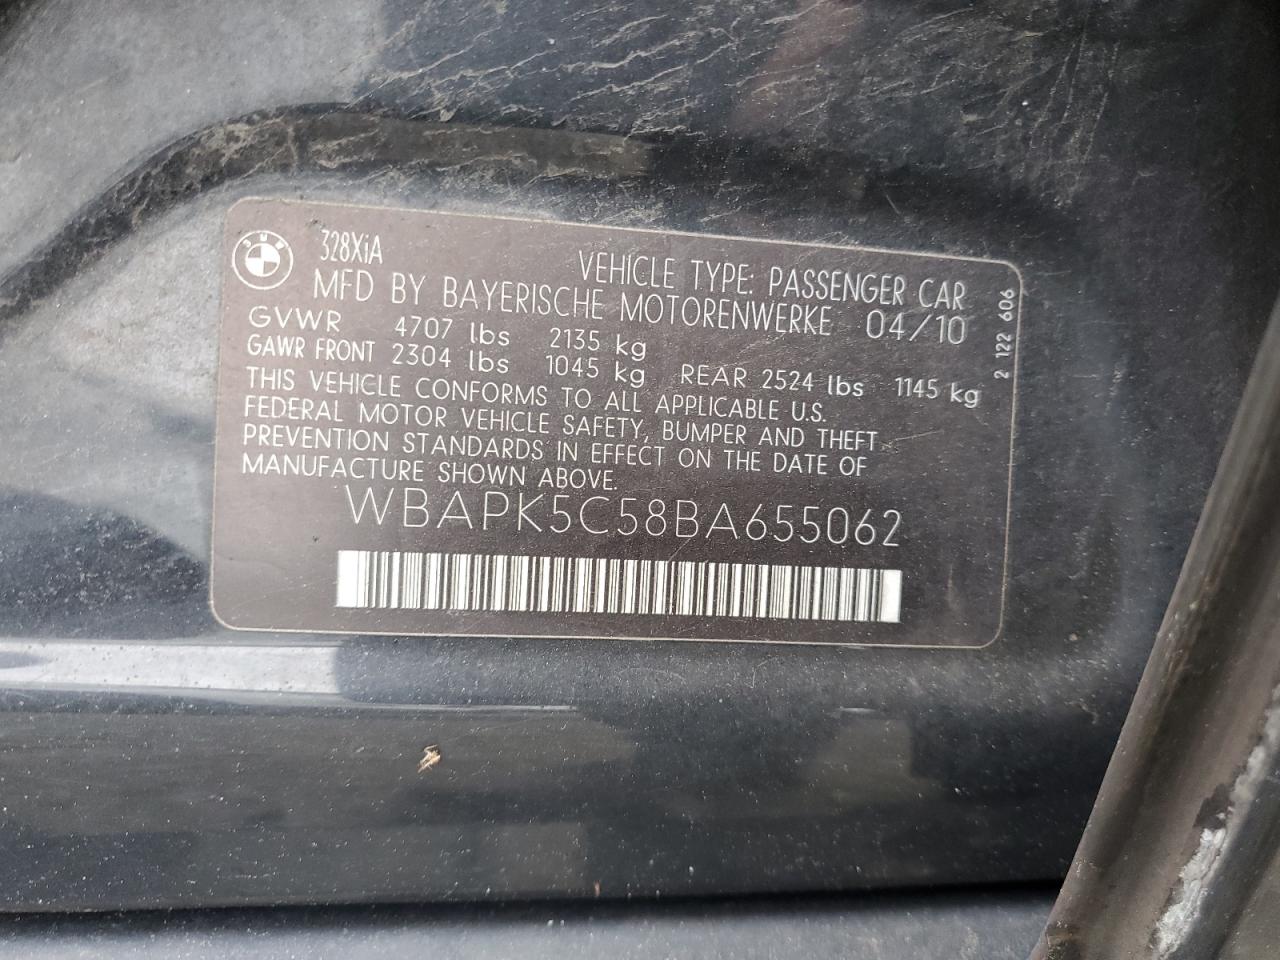 BMW
328XiA
VEHICLE TYPE: PASSENGER CAR
MFD BY BAYERISCHE MOTORENWERKE 04/10
GVWR 4707 lbs 2135 kg
GAWR FRONT 2304 lbs 1045 kg REAR 2524 lbs 1145 kg
THIS VEHICLE CONFORMS TO ALL APPLICABLE U.S.
FEDERAL MOTOR VEHICLE SAFETY, BUMPER AND THEFT
PREVENTION STANDARDS IN EFFECT ON THE DATE OF
MANUFACTURE SHOWN ABOVE.
WBAPK5C58BA655062
2 122 606